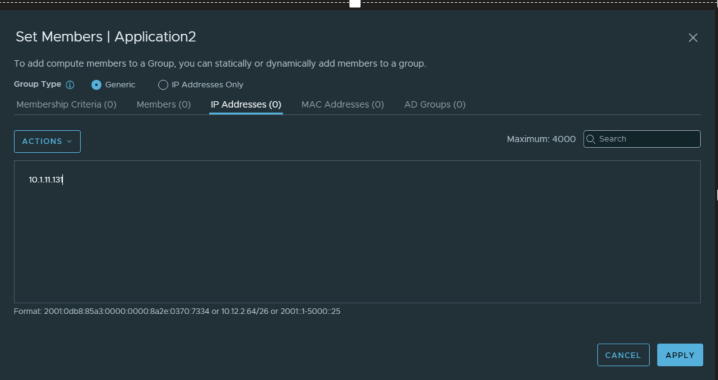 Set Members | Application2
To add compute members to a Group, you can statically or dynamically add members to a group.
Group Type Generic IP Addresses Only
Membership Criteria (0) Members (0) IP Addresses (0) MAC Addresses (0) AD Groups (0)
ACTIONS Maximum: 4000 Search
10.1.11.131
Format: 2001:0db8:85a3:0000:0000:8a2e:0370:7334 or 10.12.2.64/26 or 2001::1-5000::25
CANCEL APPLY